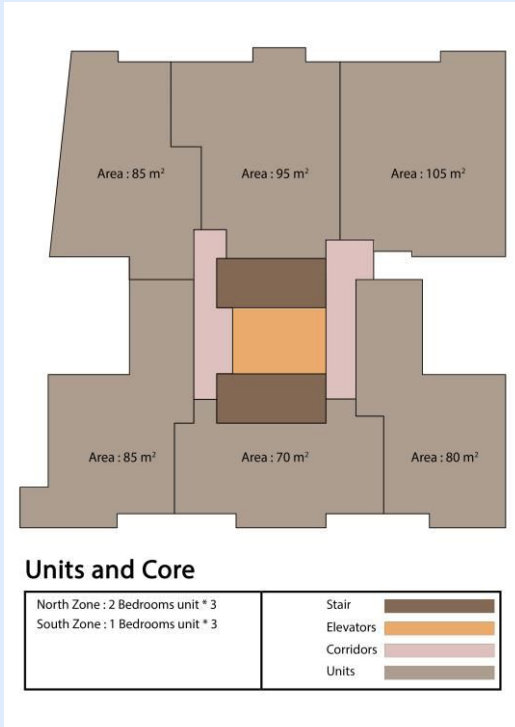 Area : 85 m²
Area : 95 m²
Area : 105 m²
Area : 85 m²
Area : 70 m²
Area : 80 m²
Units and Core
North Zone : 2 Bedrooms unit * 3
South Zone : 1 Bedrooms unit * 3
Stair
Elevators
Corridors
Units